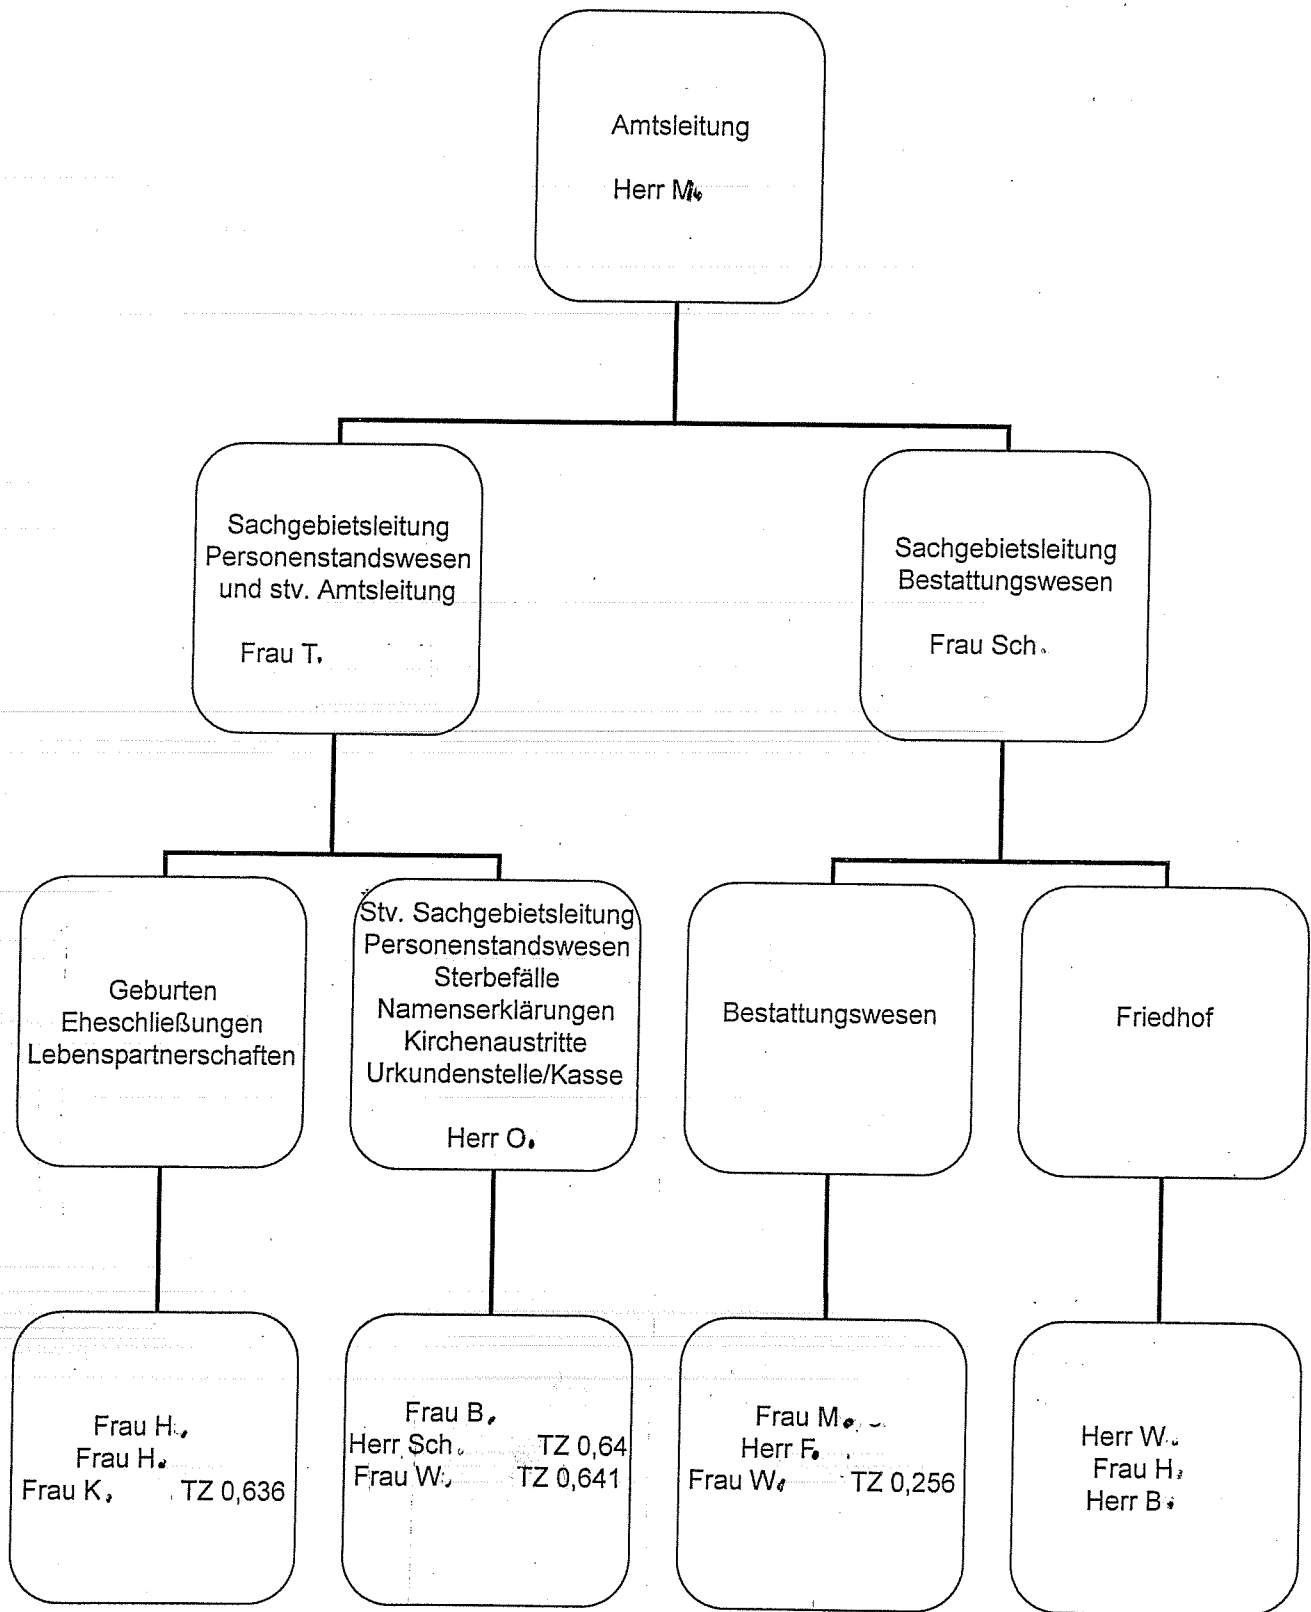 Amtsleitung
Herr M.
Sachgebietsleitung
Personenstandswesen
und stv. Amtsleitung
Frau T.
Sachgebietsleitung
Bestattungswesen
Frau Sch.
Geburten
Eheschließungen
Lebenspartnerschaften
Stv. Sachgebietsleitung
Personenstandswesen
Sterbefälle
Namenserklärungen
Kirchenaustritte
Urkundenstelle/Kasse
Herr O.
Bestattungswesen
Friedhof
Frau H.
Frau H.
Frau K. TZ 0,636
Frau B.
Herr Sch. TZ 0,64
Frau W. TZ 0,641
Frau M.
Herr F.
Frau W. TZ 0,256
Herr W.
Frau H.
Herr B.